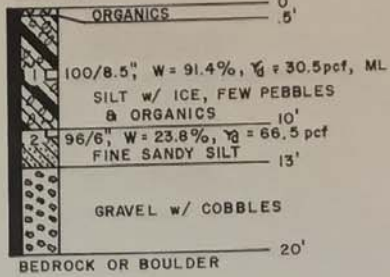 0
ORGANICS
.5'
1 100/8.5", W = 91.4%, γd = 30.5pcf, ML
SILT w/ ICE, FEW PEBBLES
& ORGANICS
10'
2 96/6", W = 23.8%, γd = 66.5 pcf
FINE SANDY SILT
13'
GRAVEL w/ COBBLES
20'
BEDROCK OR BOULDER